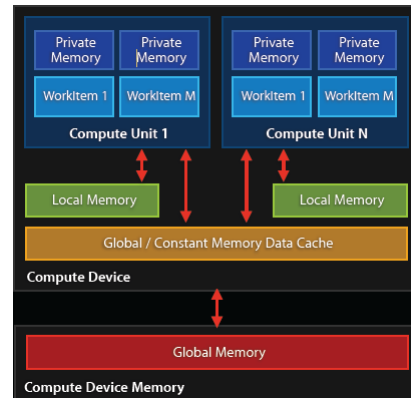 Private
Memory
Private
Memory
Private
Memory
Private
Memory
WorkItem 1
WorkItem M
WorkItem 1
WorkItem M
Compute Unit 1
Compute Unit N
Local Memory
Local Memory
Global / Constant Memory Data Cache
Compute Device
Global Memory
Compute Device Memory